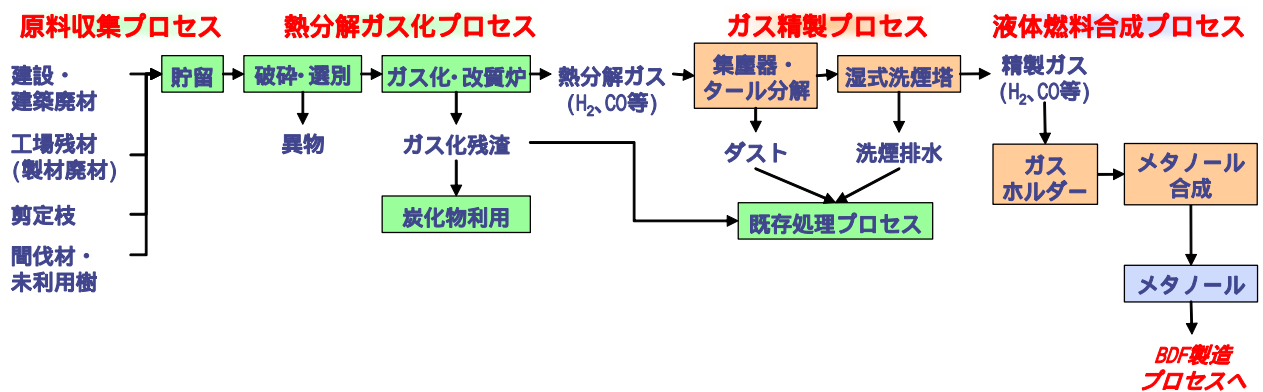 原料収集プロセス
熱分解ガス化プロセス
ガス精製プロセス
液体燃料合成プロセス
建設・
建築廃材
工場残材
(製材廃材)
剪定枝
間伐材・
未利用樹
貯留
破砕・選別
異物
ガス化・改質炉
ガス化残渣
炭化物利用
熱分解ガス
(H₂、CO等)
集塵器・
タール分解
ダスト
湿式洗煙塔
洗煙排水
既存処理プロセス
精製ガス
(H₂、CO等)
ガス
ホルダー
メタノール
合成
メタノール
BDF製造
プロセスへ